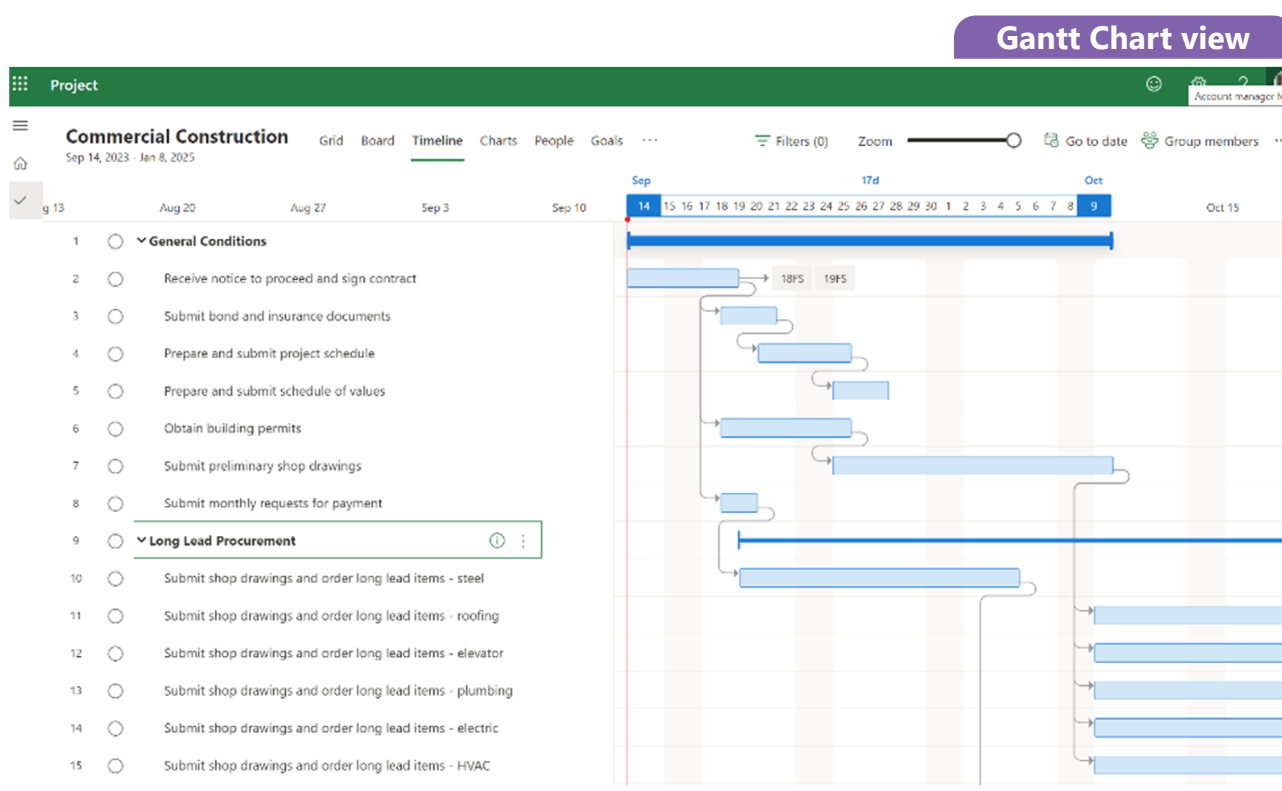 Gantt Chart view
Project
Account manager
Commercial Construction
Grid Board Timeline Charts People Goals ...
Filters (0) Zoom Go to date Group members
Sep 14, 2023 - Jan 8, 2025
Sep 17d Oct
13 Aug 20 Aug 27 Sep 3 Sep 10 14 15 16 17 18 19 20 21 22 23 24 25 26 27 28 29 30 1 2 3 4 5 6 7 8 9 Oct 15
1 General Conditions
2 Receive notice to proceed and sign contract 18FS 19FS
3 Submit bond and insurance documents
4 Prepare and submit project schedule
5 Prepare and submit schedule of values
6 Obtain building permits
7 Submit preliminary shop drawings
8 Submit monthly requests for payment
9 Long Lead Procurement
10 Submit shop drawings and order long lead items - steel
11 Submit shop drawings and order long lead items - roofing
12 Submit shop drawings and order long lead items - elevator
13 Submit shop drawings and order long lead items - plumbing
14 Submit shop drawings and order long lead items - electric
15 Submit shop drawings and order long lead items - HVAC